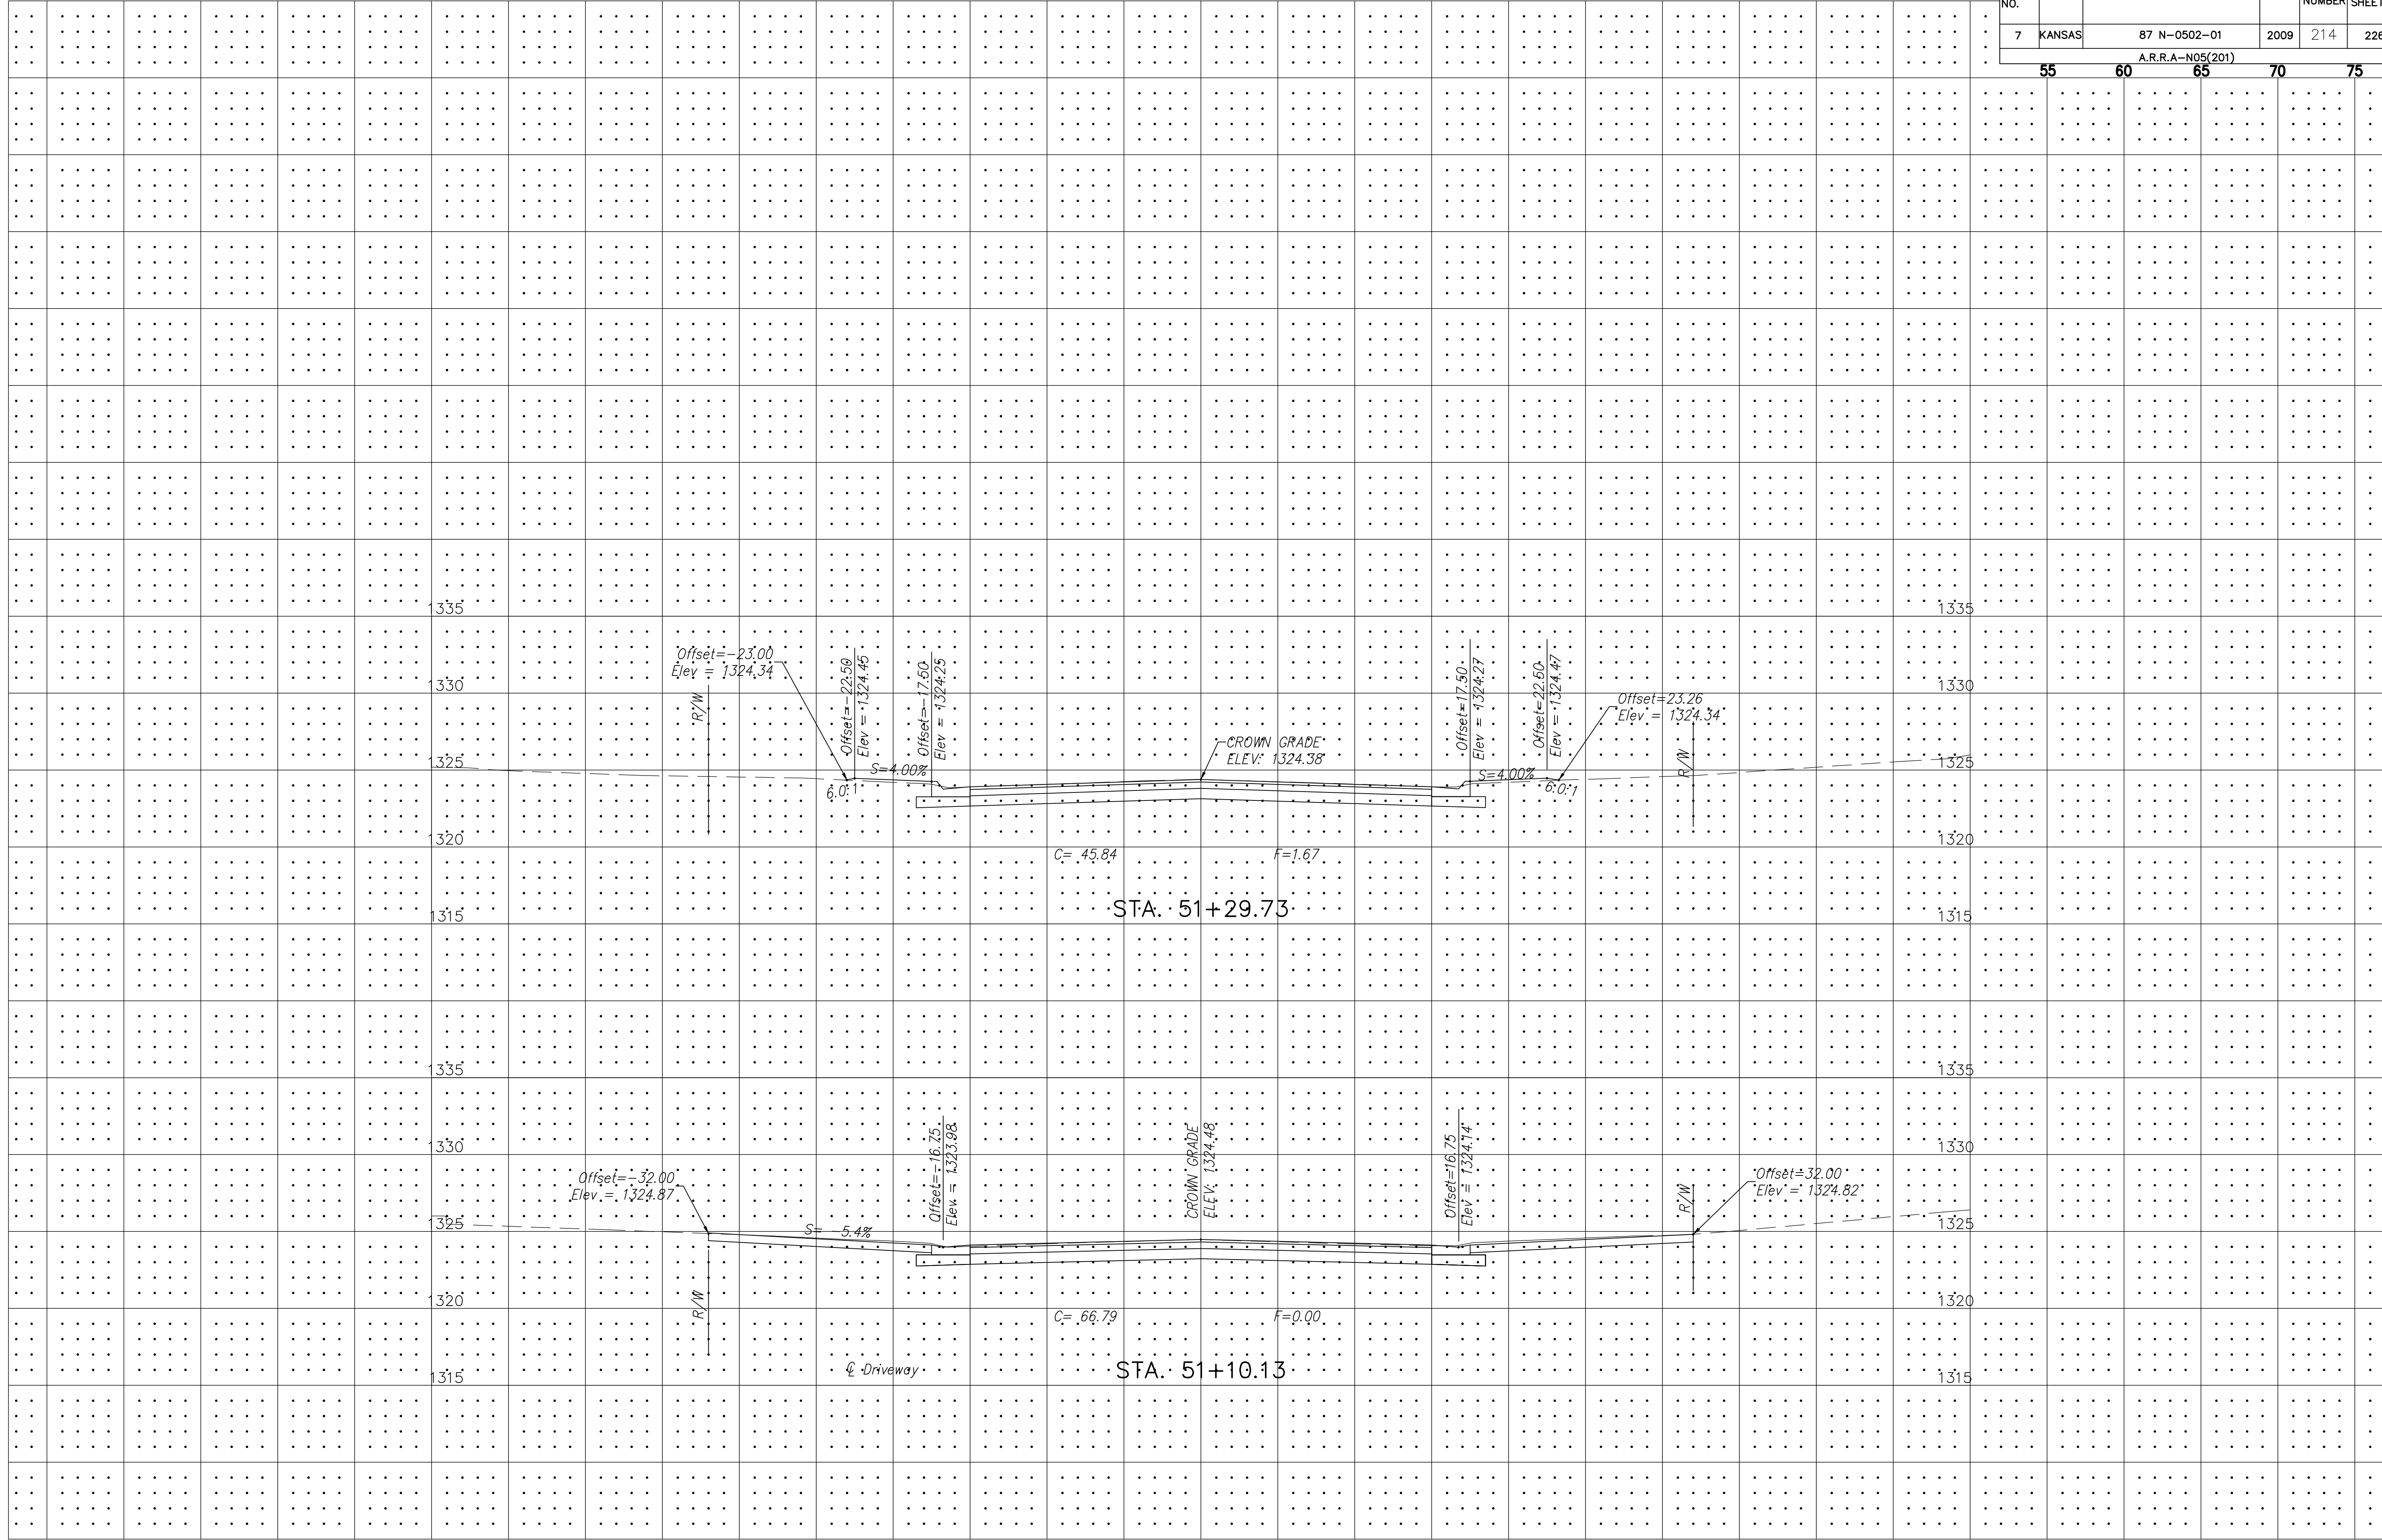 NO.
NUMBER SHEETS
7 KANSAS 87 N-0502-01 2009 214 226
A.R.R.A-N05(201)
55 60 65 70 75
1335 1335
Offset=-23.00
Elev = 1324.34
Offset=-22.50
Elev = 1324.45
Offset=-17.50
Elev = 1324.25
Offset=17.50
Elev = 1324.27
Offset=22.50
Elev = 1324.47
1330 1330
R/W
Offset=23.26
Elev = 1324.34
CROWN GRADE
ELEV: 1324.38
R/W
1325 1325
S=4.00% S=4.00%
6.0:1 6.0:1
1320 1320
C= 45.84 F=1.67
STA. 51+29.73
1315 1315
1335 1335
Offset=-16.75
Elev = 1323.98
CROWN GRADE
ELEV: 1324.48
Offset=16.75
Elev = 1324.14
1330 1330
Offset=-32.00
Elev = 1324.87
R/W
Offset=32.00
Elev = 1324.82
1325 1325
S= 5.4%
R/W
1320 1320
C= 66.79 F=0.00
℄ Driveway
STA. 51+10.13
1315 1315